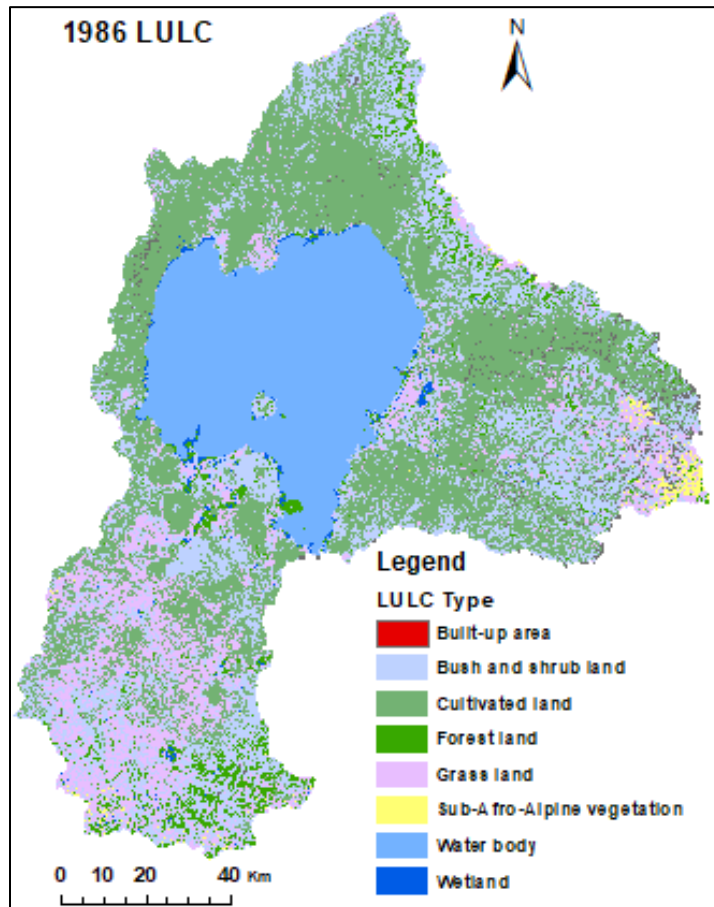 1986 LULC
N
Legend
LULC Type
Built-up area
Bush and shrub land
Cultivated land
Forest land
Grass land
Sub-Afro-Alpine vegetation
Water body
Wetland
0 10 20 40 Km